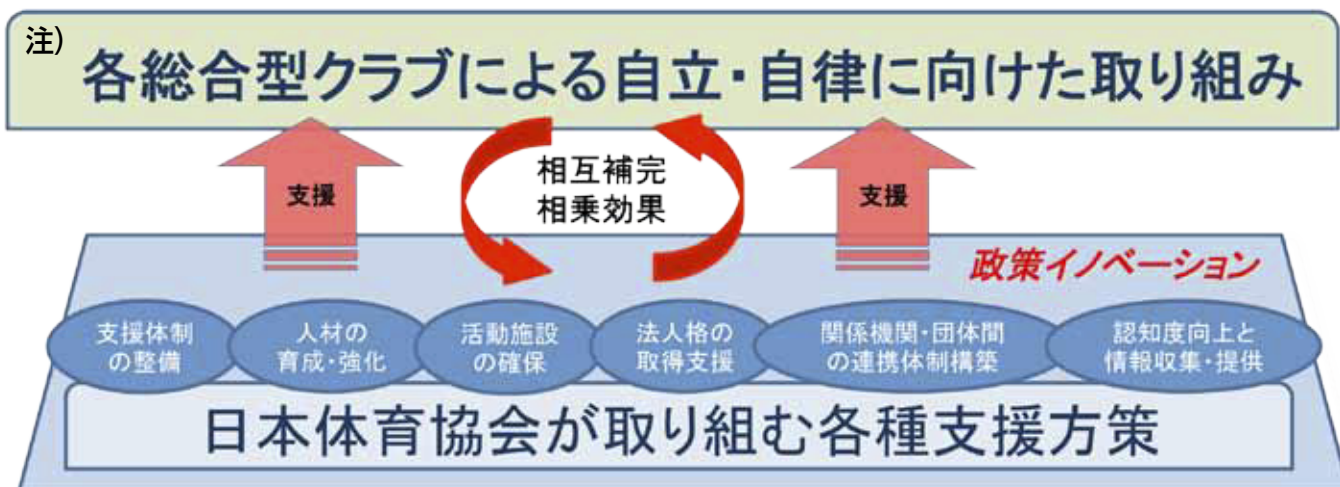 注)
各総合型クラブによる自立・自律に向けた取り組み
支援
相互補完
相乗効果
支援
政策イノベーション
支援体制
の整備
人材の
育成・強化
活動施設
の確保
法人格の
取得支援
関係機関・団体間
の連携体制構築
認知度向上と
情報収集・提供
日本体育協会が取り組む各種支援方策